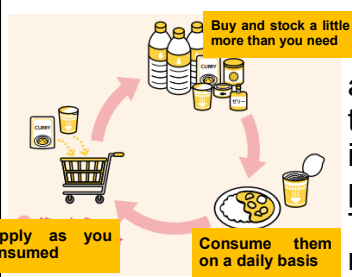 Buy and stock a little
more than you need
CURRY
ゼリー
CURRY
pply as you
nsumed
Consume them
on a daily basis